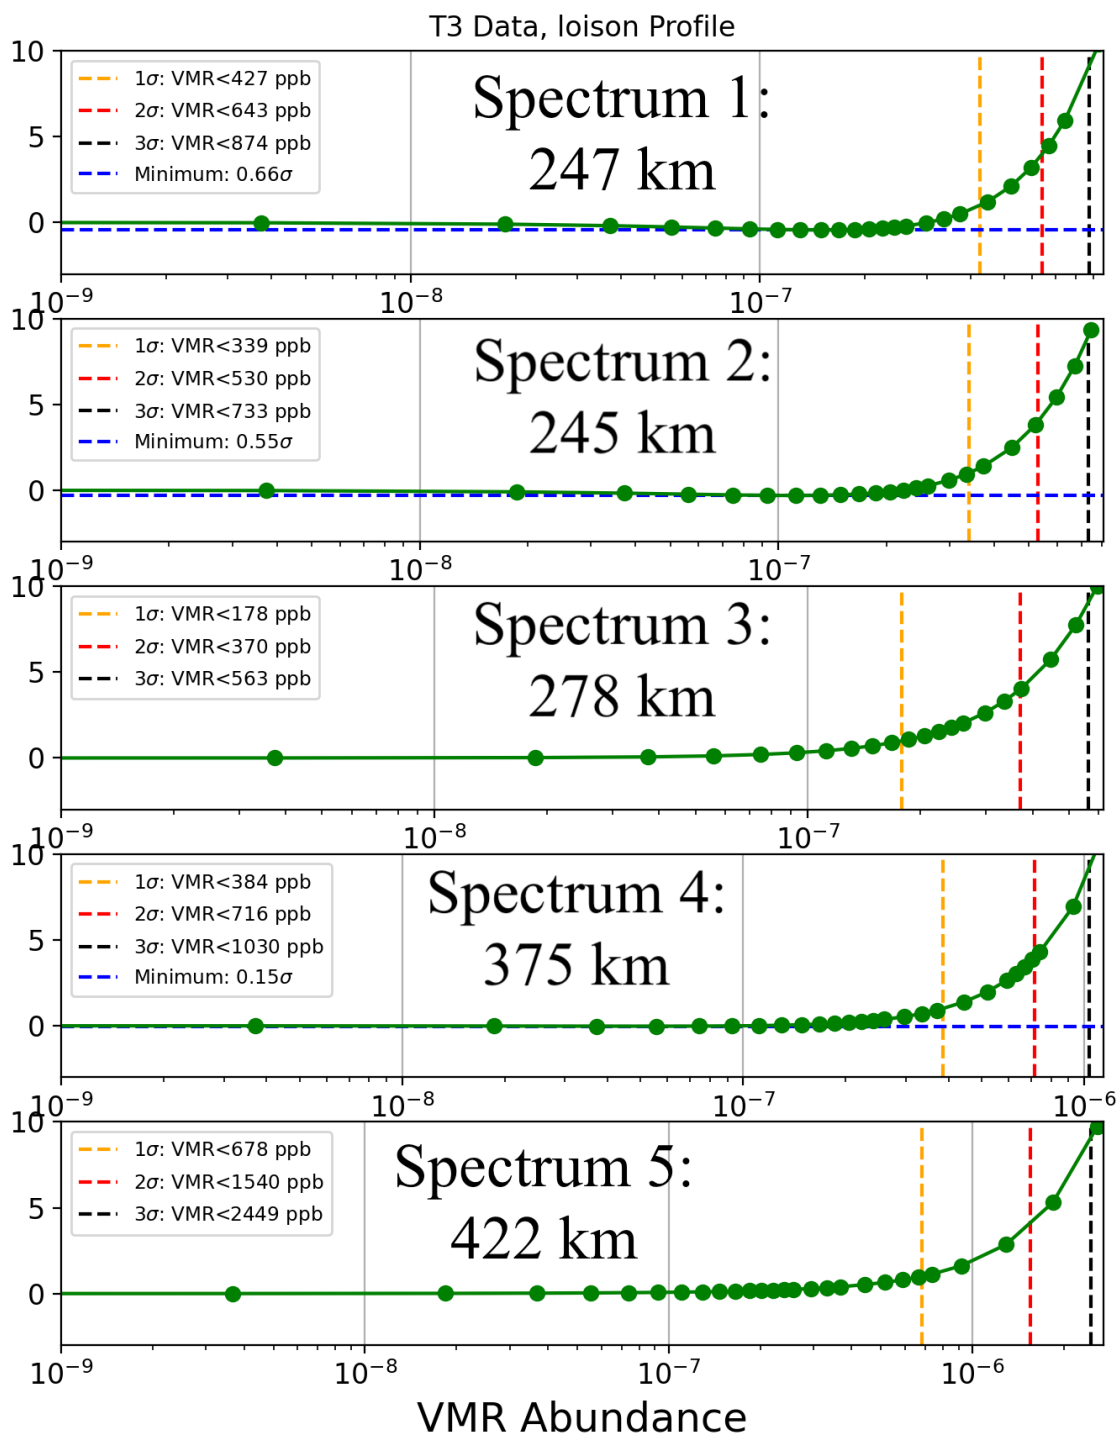 T3 Data, loison Profile
10
5
0
1σ: VMR<427 ppb
2σ: VMR<643 ppb
3σ: VMR<874 ppb
Minimum: 0.66σ
Spectrum 1:
247 km
10⁻⁹ 10⁻⁸ 10⁻⁷
10
5
0
1σ: VMR<339 ppb
2σ: VMR<530 ppb
3σ: VMR<733 ppb
Minimum: 0.55σ
Spectrum 2:
245 km
10⁻⁹ 10⁻⁸ 10⁻⁷
10
5
0
1σ: VMR<178 ppb
2σ: VMR<370 ppb
3σ: VMR<563 ppb
Spectrum 3:
278 km
10⁻⁹ 10⁻⁸ 10⁻⁷
10
5
0
1σ: VMR<384 ppb
2σ: VMR<716 ppb
3σ: VMR<1030 ppb
Minimum: 0.15σ
Spectrum 4:
375 km
10⁻⁹ 10⁻⁸ 10⁻⁷ 10⁻⁶
10
5
0
1σ: VMR<678 ppb
2σ: VMR<1540 ppb
3σ: VMR<2449 ppb
Spectrum 5:
422 km
10⁻⁹ 10⁻⁸ 10⁻⁷ 10⁻⁶
VMR Abundance